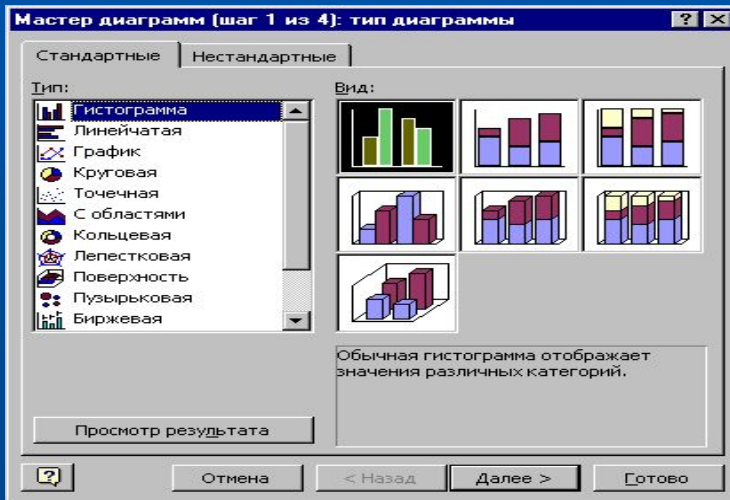 Мастер диаграмм (шаг 1 из 4): тип диаграммы
Стандартные
Нестандартные
Тип:
Гистограмма
Линейчатая
График
Круговая
Точечная
С областями
Кольцевая
Лепестковая
Поверхность
Пузырьковая
Биржевая
Вид:
Обычная гистограмма отображает
значения различных категорий.
Просмотр результата
Отмена
< Назад
Далее >
Готово